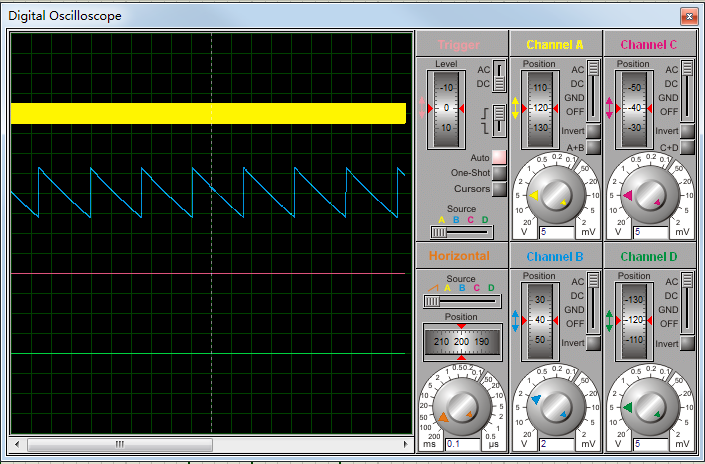 Digital Oscilloscope
Trigger
Level
-10
0
10
AC
DC
Auto
One-Shot
Cursors
Source
A B C D
Channel A
Position
110
120
130
AC
DC
GND
OFF
Invert
A+B
20 10 5 2 1 0.5 0.2 0.1 50 20 10 5 2
V 5 mV
Channel C
Position
-50
-40
-30
AC
DC
GND
OFF
Invert
C+D
20 10 5 2 1 0.5 0.2 0.1 50 20 10 5 2
V 5 mV
Horizontal
Source
A B C D
Position
210 200 190
200 100 50 20 10 5 2 1 0.5 0.2 0.1 50 20 10 5 2 1 0.5
ms 0.1 µs
Channel B
Position
30
40
50
AC
DC
GND
OFF
Invert
20 10 5 2 1 0.5 0.2 0.1 50 20 10 5 2
V 2 mV
Channel D
Position
-130
-120
-110
AC
DC
GND
OFF
Invert
20 10 5 2 1 0.5 0.2 0.1 50 20 10 5 2
V 5 mV